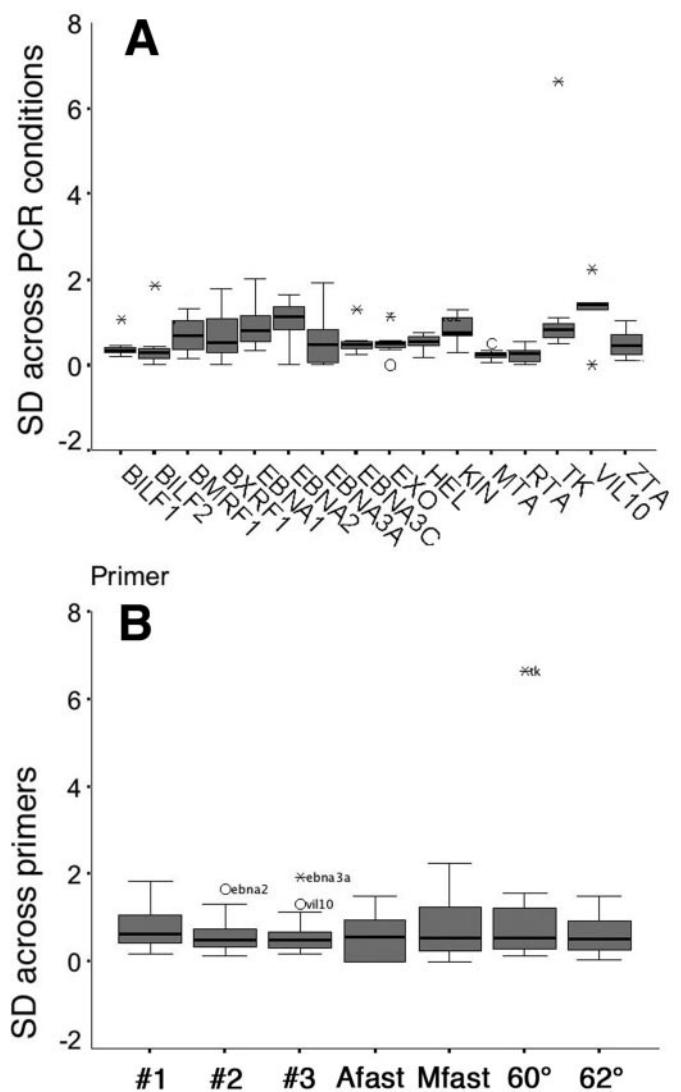 A
SD across PCR conditions
8
6
4
2
0
-2
BILF1
BILF2
BMRF1
BXRF1
EBNA1
EBNA2
EBNA3A
EBNA3C
EXO
HEL
KIN
MTA
RTA
TK
VIL10
ZTA
Primer
B
SD across primers
8
6
4
2
0
-2
tk
ebna2
ebna3a
vil10
#1 #2 #3 Afast Mfast 60° 62°